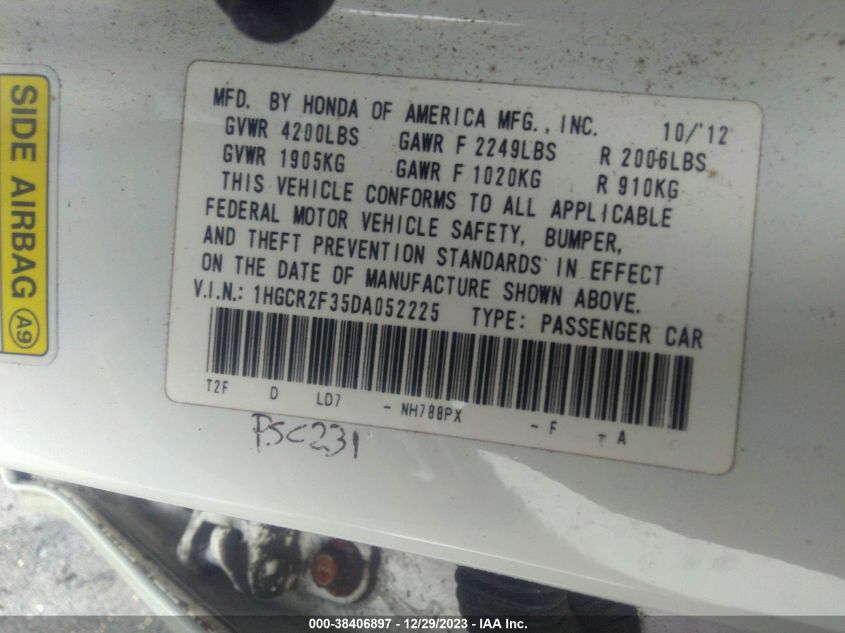 SIDE AIRBAG A9
MFD. BY HONDA OF AMERICA MFG., INC. 10/'12
GVWR 4200LBS GAWR F 2249LBS R 2006LBS
GVWR 1905KG GAWR F 1020KG R 910KG
THIS VEHICLE CONFORMS TO ALL APPLICABLE
FEDERAL MOTOR VEHICLE SAFETY, BUMPER,
AND THEFT PREVENTION STANDARDS IN EFFECT
ON THE DATE OF MANUFACTURE SHOWN ABOVE.
V.I.N.: 1HGCR2F35DA052225 TYPE: PASSENGER CAR
T2F D LD7 - NH788PX - F - A
PSC231
000-38406897 - 12/29/2023 - IAA Inc.